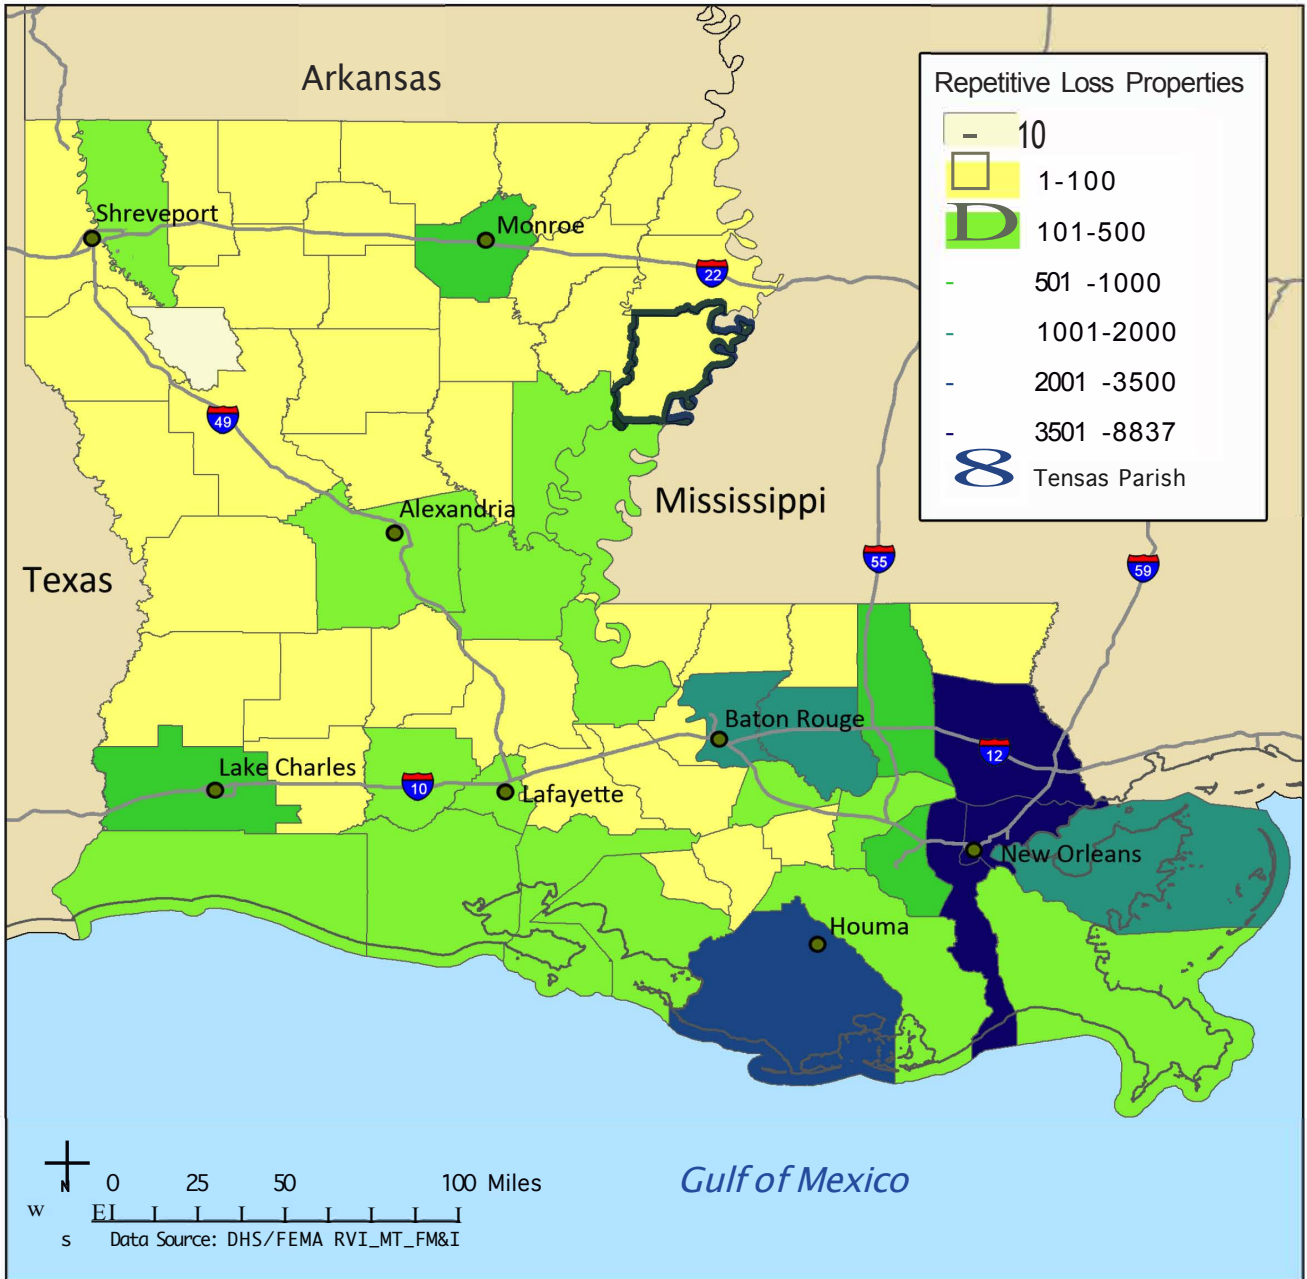 Arkansas
Repetitive Loss Properties
- 10
1-100
D 101-500
- 501 -1000
- 1001-2000
- 2001 -3500
- 3501 -8837
8 Tensas Parish
Shreveport
Monroe
22
49
Mississippi
Alexandria
55
59
Texas
Baton Rouge
12
Lake Charles
10
Lafayette
New Orleans
Houma
Gulf of Mexico
N
0 25 50 100 Miles
W EI
S Data Source: DHS/FEMA RVI_MT_FM&I